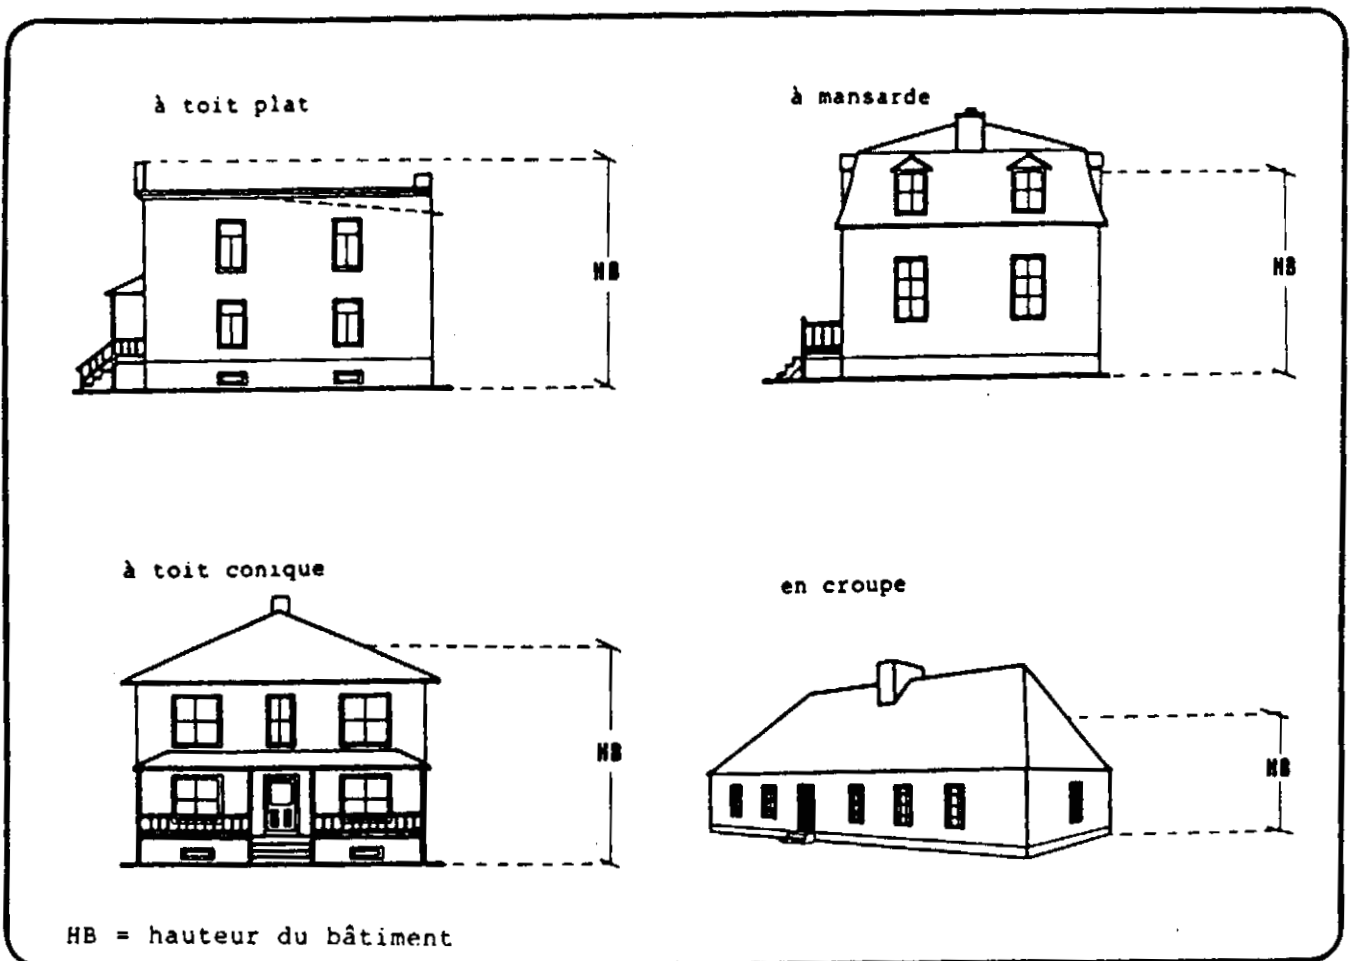 à toit plat
à mansarde
HB
HB
à toit conique
en croupe
HB
HB
HB = hauteur du bâtiment